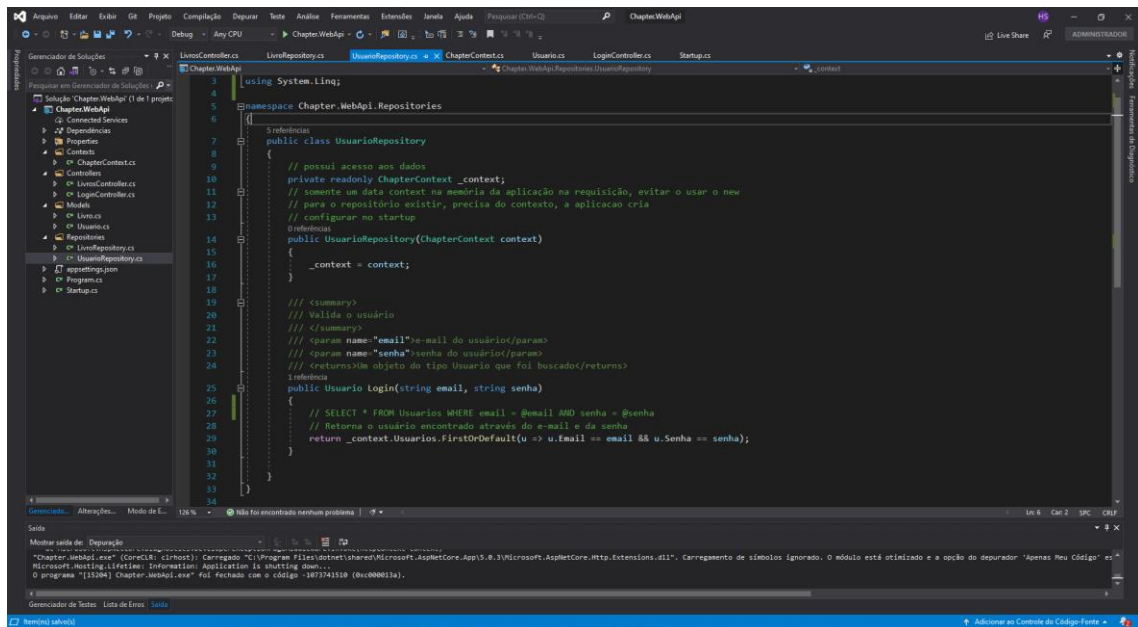 Arquivo Editar Exibir Git Projeto Compilação Depurar Teste Análise Ferramentas Extensões Janela Ajuda Pesquisar (Ctrl+Q) Chapter.WebApi HS
Debug Any CPU Chapter.WebApi Live Share ADMINISTRADOR
Propriedades
Gerenciador de Soluções
Pesquisar em Gerenciador de Soluções
Solução 'Chapter.WebApi' (1 de 1 projeto
Chapter.WebApi
Connected Services
Dependências
Properties
Contexts
C# ChapterContext.cs
Controllers
C# LivrosController.cs
C# LoginController.cs
Models
C# Livro.cs
C# Usuario.cs
Repositories
C# LivroRepository.cs
C# UsuarioRepository.cs
appsettings.json
C# Program.cs
C# Startup.cs
Gerenciado... Alterações... Modo de E...
LivrosController.cs LivroRepository.cs UsuarioRepository.cs ChapterContext.cs Usuario.cs LoginController.cs Startup.cs
Chapter.WebApi Chapter.WebApi.Repositories.UsuarioRepository _context
3 using System.Linq;
4
5 namespace Chapter.WebApi.Repositories
6 {
5 referências
7 public class UsuarioRepository
8 {
9 // possui acesso aos dados
10 private readonly ChapterContext _context;
11 // somente um data context na memória da aplicação na requisição, evitar o usar o new
12 // para o repositório existir, precisa do contexto, a aplicacao cria
13 // configurar no startup
0 referências
14 public UsuarioRepository(ChapterContext context)
15 {
16 _context = context;
17 }
18
19 /// <summary>
20 /// Valida o usuário
21 /// </summary>
22 /// <param name="email">e-mail do usuário</param>
23 /// <param name="senha">senha do usuário</param>
24 /// <returns>Um objeto do tipo Usuario que foi buscado</returns>
1 referência
25 public Usuario Login(string email, string senha)
26 {
27 // SELECT * FROM Usuarios WHERE email = @email AND senha = @senha
28 // Retorna o usuário encontrado através do e-mail e da senha
29 return _context.Usuarios.FirstOrDefault(u => u.Email == email && u.Senha == senha);
30 }
31
32 }
33 }
34
126 % Não foi encontrado nenhum problema Ln: 6 Car: 2 SPC CRLF
Notificações
Ferramentas de Diagnóstico
Saída
Mostrar saída de: Depuração
"Chapter.WebApi.exe" (CoreCLR: clrhost): Carregado "C:\Program Files\dotnet\shared\Microsoft.AspNetCore.App\5.0.3\Microsoft.AspNetCore.Http.Extensions.dll". Carregamento de símbolos ignorado. O módulo está otimizado e a opção do depurador 'Apenas Meu Código' es
Microsoft.Hosting.Lifetime: Information: Application is shutting down...
O programa "[15204] Chapter.WebApi.exe" foi fechado com o código -1073741510 (0xc000013a).
Gerenciador de Testes Lista de Erros Saída
Item(ns) salvo(s) Adicionar ao Controle do Código-Fonte